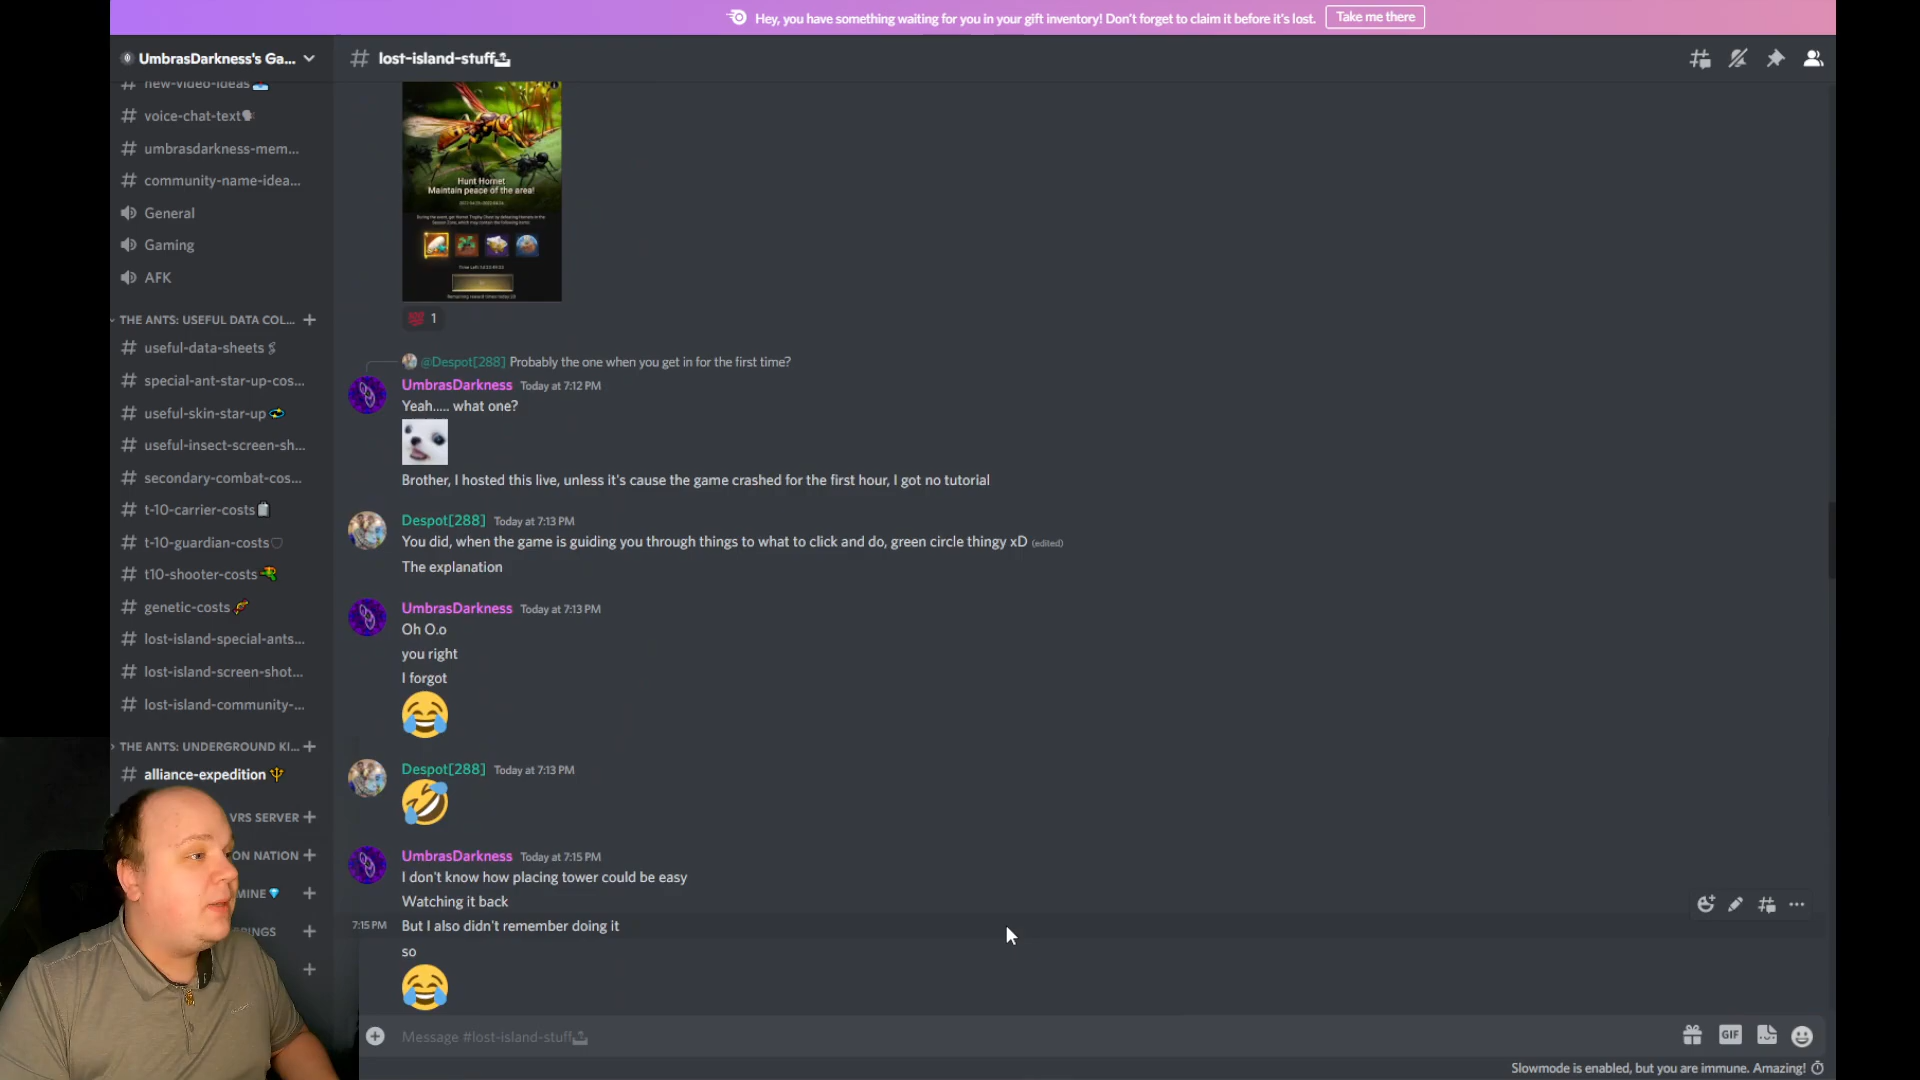 Hey, you have something waiting for you in your gift inventory! Don't forget to claim it before it's lost. Take me there
UmbrasDarkness's Ga...
# lost-island-stuff
# new-video-ideas
# voice-chat-text
# umbrasdarkness-mem...
# community-name-idea...
General
Gaming
AFK
THE ANTS: USEFUL DATA COL... +
# useful-data-sheets
# special-ant-star-up-cos...
# useful-skin-star-up
# useful-insect-screen-sh...
# secondary-combat-cos...
# t-10-carrier-costs
# t-10-guardian-costs
# t10-shooter-costs
# genetic-costs
# lost-island-special-ants...
# lost-island-screen-shot...
# lost-island-community-...
THE ANTS: UNDERGROUND KI... +
# alliance-expedition
VRS SERVER +
ON NATION +
MINE +
RINGS +
+
Hunt Hornet
Maintain peace of the area!
💯 1
@Despot[288] Probably the one when you get in for the first time?
UmbrasDarkness Today at 7:12 PM
Yeah..... what one?
Brother, I hosted this live, unless it's cause the game crashed for the first hour, I got no tutorial
Despot[288] Today at 7:13 PM
You did, when the game is guiding you through things to what to click and do, green circle thingy xD (edited)
The explanation
UmbrasDarkness Today at 7:13 PM
Oh O.o
you right
I forgot
😂
Despot[288] Today at 7:13 PM
🤣
UmbrasDarkness Today at 7:15 PM
I don't know how placing tower could be easy
Watching it back
7:15 PM But I also didn't remember doing it
so
😂
Message #lost-island-stuff
GIF
Slowmode is enabled, but you are immune. Amazing!